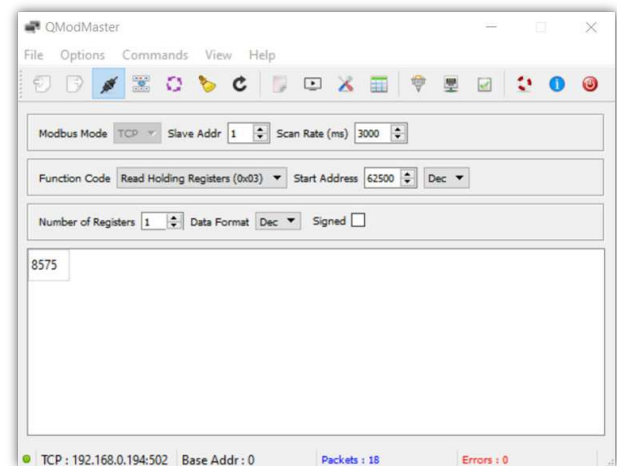 QModMaster
File Options Commands View Help
Modbus Mode TCP Slave Addr 1 Scan Rate (ms) 3000
Function Code Read Holding Registers (0x03) Start Address 62500 Dec
Number of Registers 1 Data Format Dec Signed
8575
TCP : 192.168.0.194:502 Base Addr : 0 Packets : 18 Errors : 0